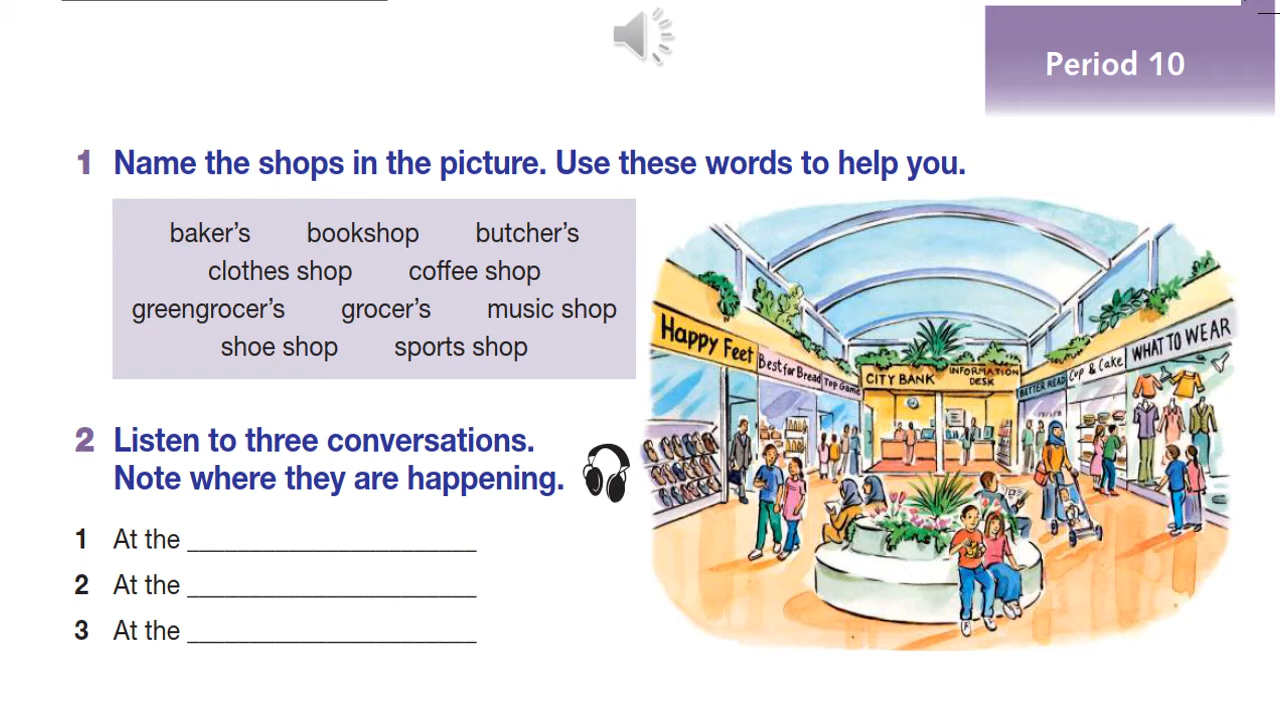 Period 10
1 Name the shops in the picture. Use these words to help you.
baker's bookshop butcher's
clothes shop coffee shop
greengrocer's grocer's music shop
shoe shop sports shop
Happy Feet
Best for Bread
Top Game
CITY BANK
INFORMATION
DESK
BETTER READ
Cup & Cake
WHAT TO WEAR
2 Listen to three conversations.
Note where they are happening.
1 At the ____________________
2 At the ____________________
3 At the ____________________